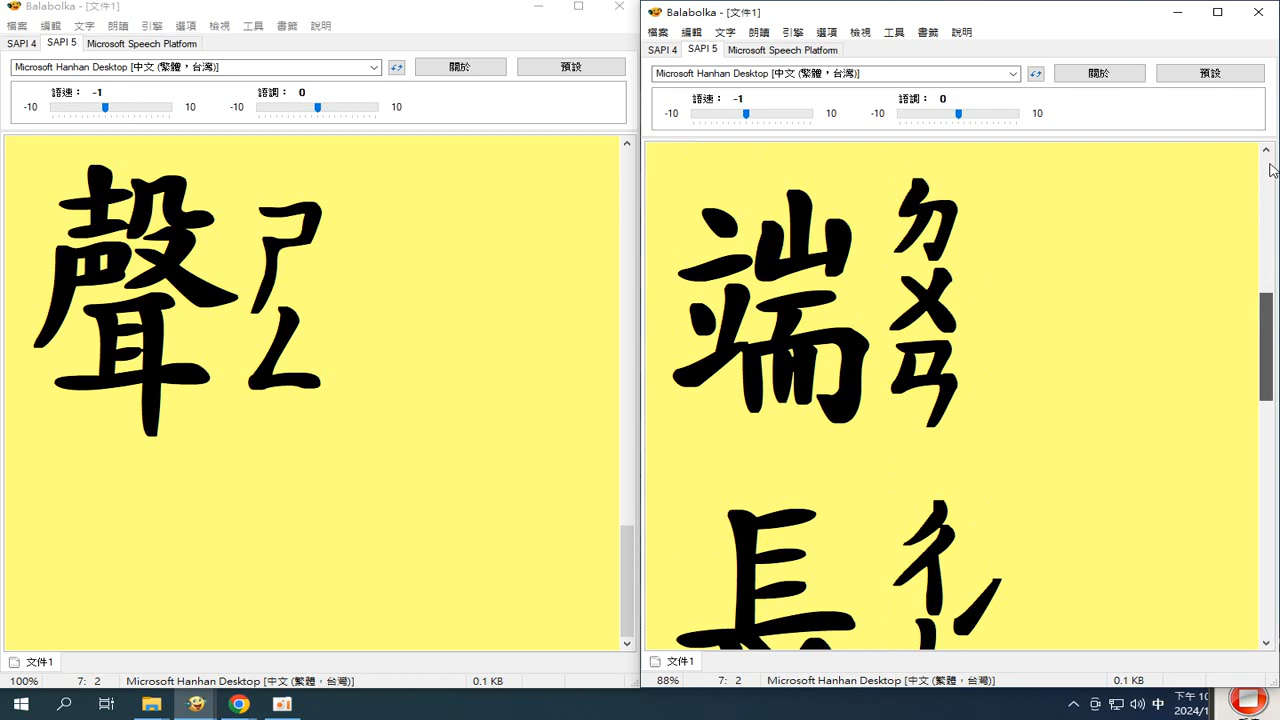 Balabolka - [文件1]
檔案 編輯 文字 朗讀 引擎 選項 檢視 工具 書籤 說明
SAPI 4 SAPI 5 Microsoft Speech Platform
Microsoft Hanhan Desktop [中文 (繁體，台灣)] 關於 預設
語速： -1 語調： 0
-10 10 -10 10
聲 ㄕㄥ
文件1
100% 7: 2 Microsoft Hanhan Desktop [中文 (繁體，台灣)] 0.1 KB
Balabolka - [文件1]
檔案 編輯 文字 朗讀 引擎 選項 檢視 工具 書籤 說明
SAPI 4 SAPI 5 Microsoft Speech Platform
Microsoft Hanhan Desktop [中文 (繁體，台灣)] 關於 預設
語速： -1 語調： 0
-10 10 -10 10
端 ㄉㄨㄢ
長 ㄔˊ
文件1
88% 7: 2 Microsoft Hanhan Desktop [中文 (繁體，台灣)] 0.1 KB
中
下午 10
2024/1